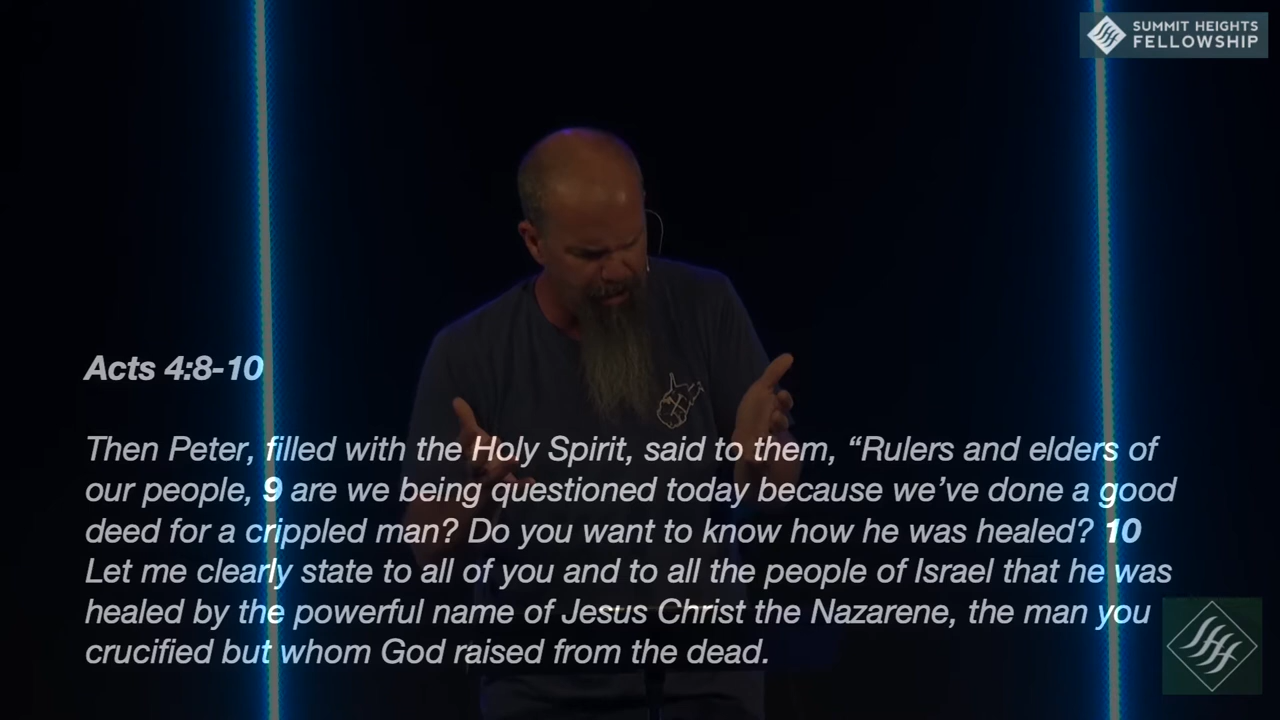 SUMMIT HEIGHTS
FELLOWSHIP
Acts 4:8-10
Then Peter, filled with the Holy Spirit, said to them, “Rulers and elders of
our people, 9 are we being questioned today because we’ve done a good
deed for a crippled man? Do you want to know how he was healed? 10
Let me clearly state to all of you and to all the people of Israel that he was
healed by the powerful name of Jesus Christ the Nazarene, the man you
crucified but whom God raised from the dead.